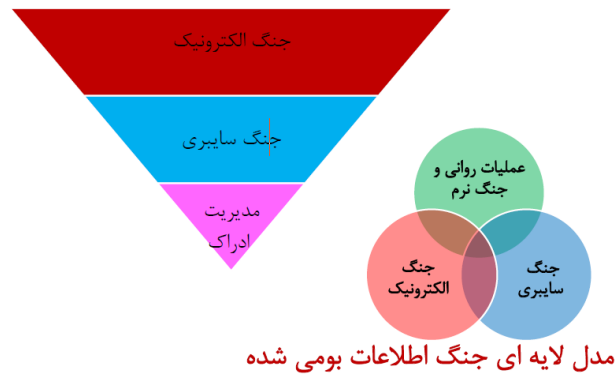 جنگ الکترونیک
جنگ سایبری
مدیریت
ادراک
عملیات روانی و
جنگ نرم
جنگ
الکترونیک
جنگ
سایبری
مدل لایه ای جنگ اطلاعات بومی شده